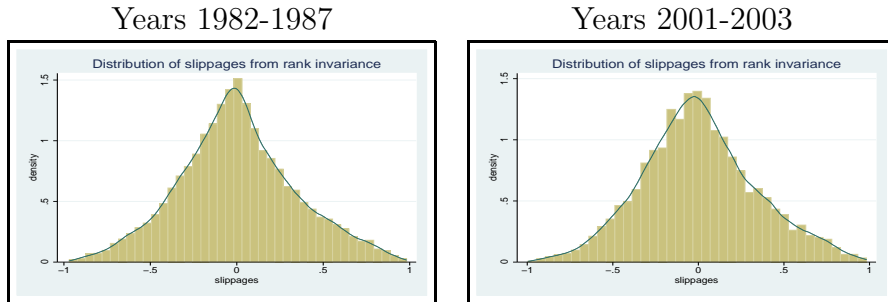 Years 1982-1987
Distribution of slippages from rank invariance
1.5
1
.5
0
density
-1
-.5
0
.5
1
slippages
Years 2001-2003
Distribution of slippages from rank invariance
1.5
1
.5
0
density
-1
-.5
0
.5
1
slippages